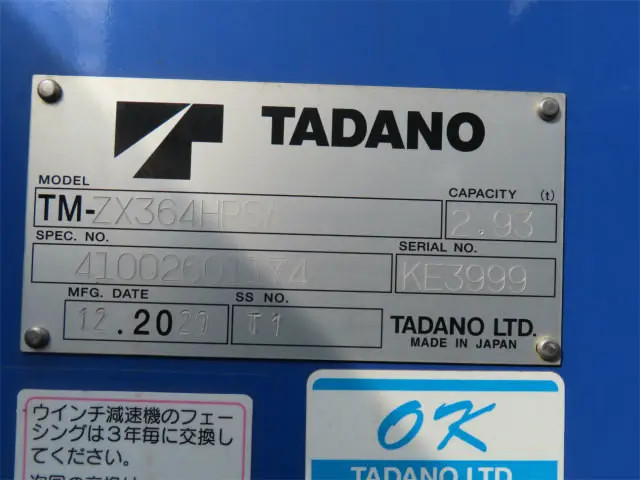 TADANO
MODEL
CAPACITY (t)
TM-ZX364HRS
2.93
SPEC. NO.
SERIAL NO.
KE3999
MFG. DATE
SS NO.
12.2020
T1
TADANO LTD.
MADE IN JAPAN
ウインチ減速機のフェー
シングは３年毎に交換し
てください。
OK
TADANO LTD